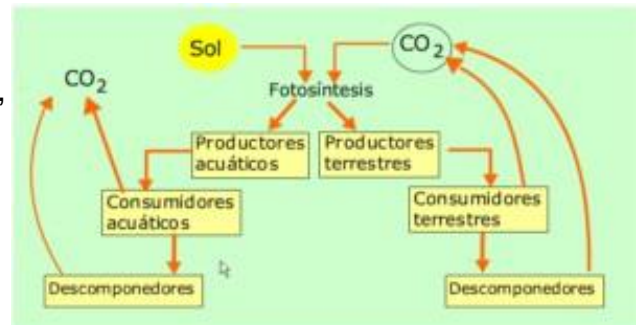 Sol
CO2
CO2
,
Fotosíntesis
Productores
acuáticos
Productores
terrestres
Consumidores
acuáticos
Consumidores
terrestres
Descomponedores
Descomponedores